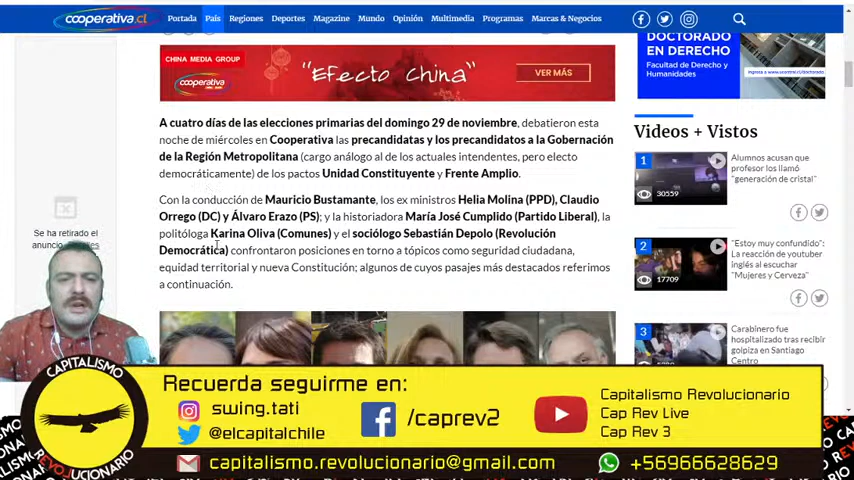 cooperativa.cl
Portada País Regiones Deportes Magazine Mundo Opinión Multimedia Programas Marcas & Negocios
CHINA MEDIA GROUP
cooperativa.cl
"Efecto China"
VER MÁS
DOCTORADO
EN DERECHO
Facultad de Derecho y
Humanidades
A cuatro días de las elecciones primarias del domingo 29 de noviembre, debatieron esta
noche de miércoles en Cooperativa las precandidatas y los precandidatos a la Gobernación
de la Región Metropolitana (cargo análogo al de los actuales intendentes, pero electo
democráticamente) de los pactos Unidad Constituyente y Frente Amplio.
Con la conducción de Mauricio Bustamante, los ex ministros Helia Molina (PPD), Claudio
Orrego (DC) y Álvaro Erazo (PS); y la historiadora María José Cumplido (Partido Liberal), la
politóloga Karina Oliva (Comunes) y el sociólogo Sebastián Depolo (Revolución
Democrática) confrontaron posiciones en torno a tópicos como seguridad ciudadana,
equidad territorial y nueva Constitución; algunos de cuyos pasajes más destacados referimos
a continuación.
Se ha retirado el
anuncio.
Videos + Vistos
1
Alumnos acusan que
profesor los llamó
"generación de cristal"
30779
2
"Estoy muy confundido":
La reacción de youtuber
inglés al escuchar
"Mujeres y Cerveza"
17709
3
Carabinero fue
hospitalizado tras recibir
golpiza en Santiago
Centro
CAPITALISMO
REVOLUCIONARIO
Recuerda seguirme en:
swing.tati
@elcapitalchile
/caprev2
Capitalismo Revolucionario
Cap Rev Live
Cap Rev 3
capitalismo.revolucionario@gmail.com
+56966628629